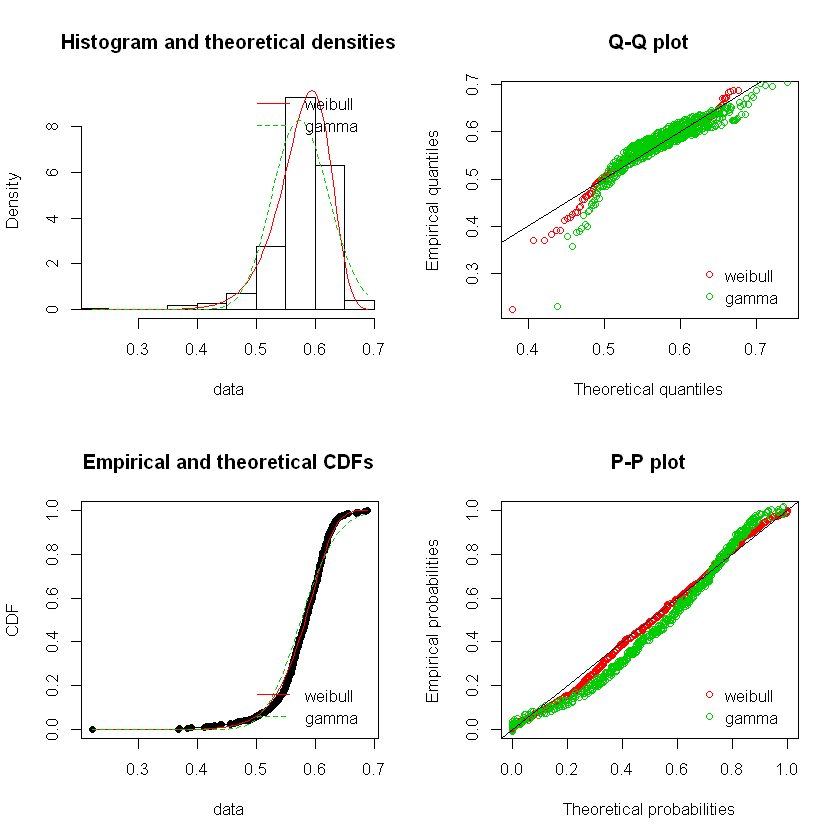 Histogram and theoretical densities
Density
8
6
4
2
0
0.3 0.4 0.5 0.6 0.7
data
weibull
gamma
Q-Q plot
Empirical quantiles
0.7
0.6
0.5
0.4
0.3
0.4 0.5 0.6 0.7
Theoretical quantiles
weibull
gamma
Empirical and theoretical CDFs
CDF
1.0
0.8
0.6
0.4
0.2
0.0
0.3 0.4 0.5 0.6 0.7
data
weibull
gamma
P-P plot
Empirical probabilities
1.0
0.8
0.6
0.4
0.2
0.0
0.0 0.2 0.4 0.6 0.8 1.0
Theoretical probabilities
weibull
gamma